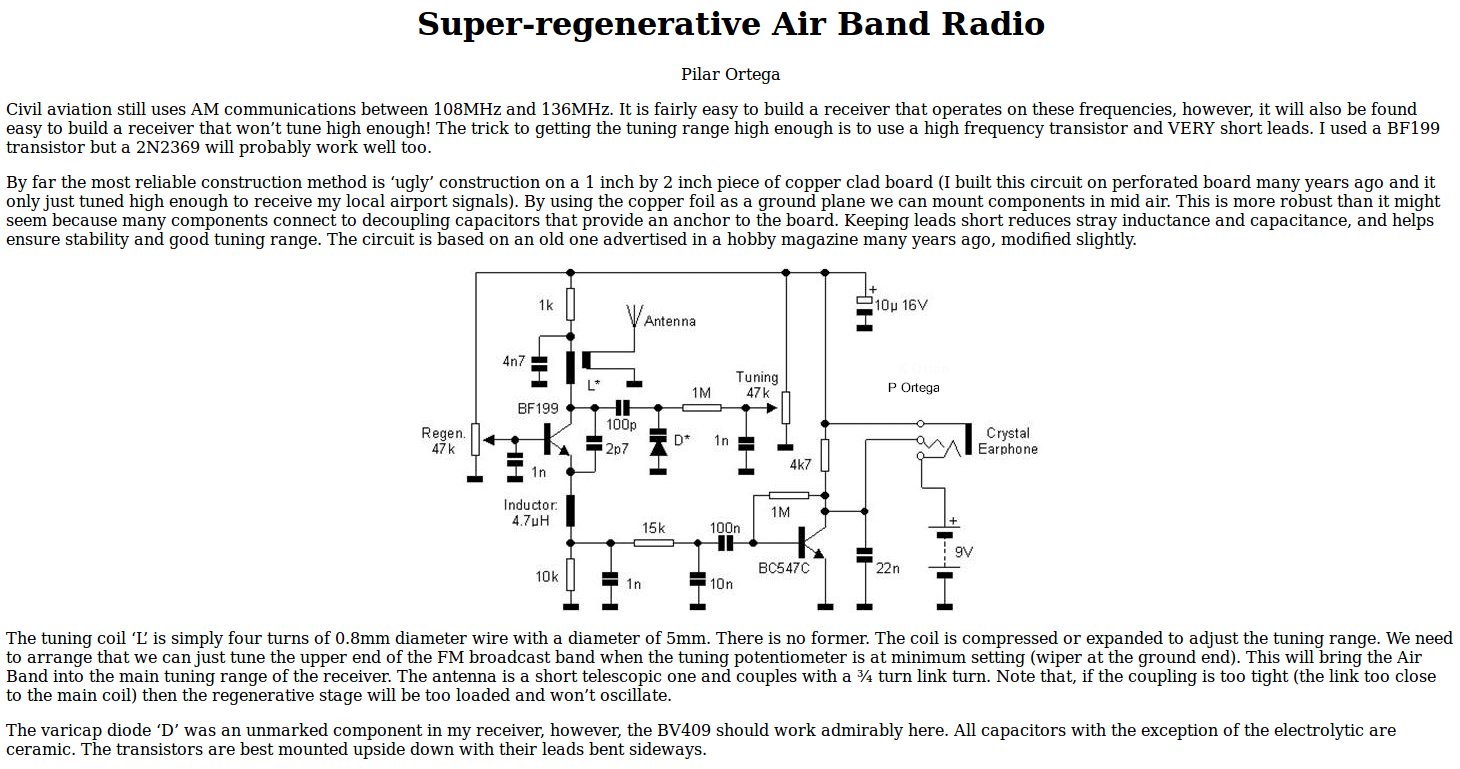 Super-regenerative Air Band Radio
Pilar Ortega
Civil aviation still uses AM communications between 108MHz and 136MHz. It is fairly easy to build a receiver that operates on these frequencies, however, it will also be found
easy to build a receiver that won’t tune high enough! The trick to getting the tuning range high enough is to use a high frequency transistor and VERY short leads. I used a BF199
transistor but a 2N2369 will probably work well too.
By far the most reliable construction method is ‘ugly’ construction on a 1 inch by 2 inch piece of copper clad board (I built this circuit on perforated board many years ago and it
only just tuned high enough to receive my local airport signals). By using the copper foil as a ground plane we can mount components in mid air. This is more robust than it might
seem because many components connect to decoupling capacitors that provide an anchor to the board. Keeping leads short reduces stray inductance and capacitance, and helps
ensure stability and good tuning range. The circuit is based on an old one advertised in a hobby magazine many years ago, modified slightly.
+
1k
10µ 16V
Antenna
4n7
L*
Tuning
47k
1M
P Ortega
BF199
100p
Regen.
47k
2p7
D*
1n
Crystal
Earphone
1n
4k7
Inductor:
4.7µH
1M
15k
100n
+
9V
BC547C
22n
10k
1n
10n
The tuning coil ‘L’ is simply four turns of 0.8mm diameter wire with a diameter of 5mm. There is no former. The coil is compressed or expanded to adjust the tuning range. We need
to arrange that we can just tune the upper end of the FM broadcast band when the tuning potentiometer is at minimum setting (wiper at the ground end). This will bring the Air
Band into the main tuning range of the receiver. The antenna is a short telescopic one and couples with a ¾ turn link turn. Note that, if the coupling is too tight (the link too close
to the main coil) then the regenerative stage will be too loaded and won’t oscillate.
The varicap diode ‘D’ was an unmarked component in my receiver, however, the BV409 should work admirably here. All capacitors with the exception of the electrolytic are
ceramic. The transistors are best mounted upside down with their leads bent sideways.